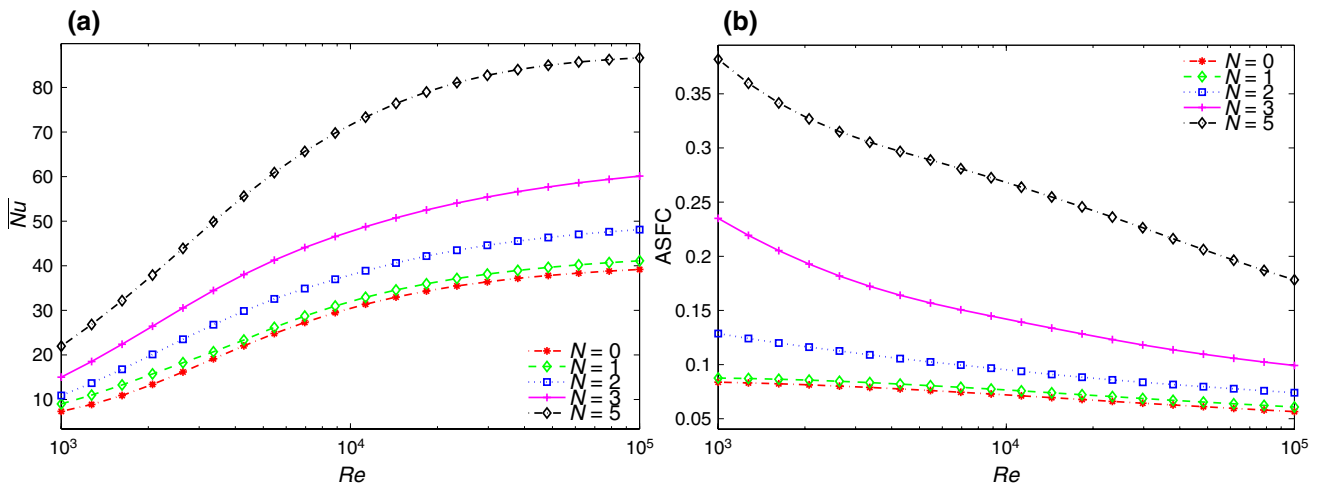 (a)
80
70
60
50
40
30
20
10
Nu
10³
10⁴
10⁵
Re
N = 0
N = 1
N = 2
N = 3
N = 5
(b)
0.35
0.3
0.25
0.2
0.15
0.1
0.05
ASFC
10³
10⁴
10⁵
Re
N = 0
N = 1
N = 2
N = 3
N = 5